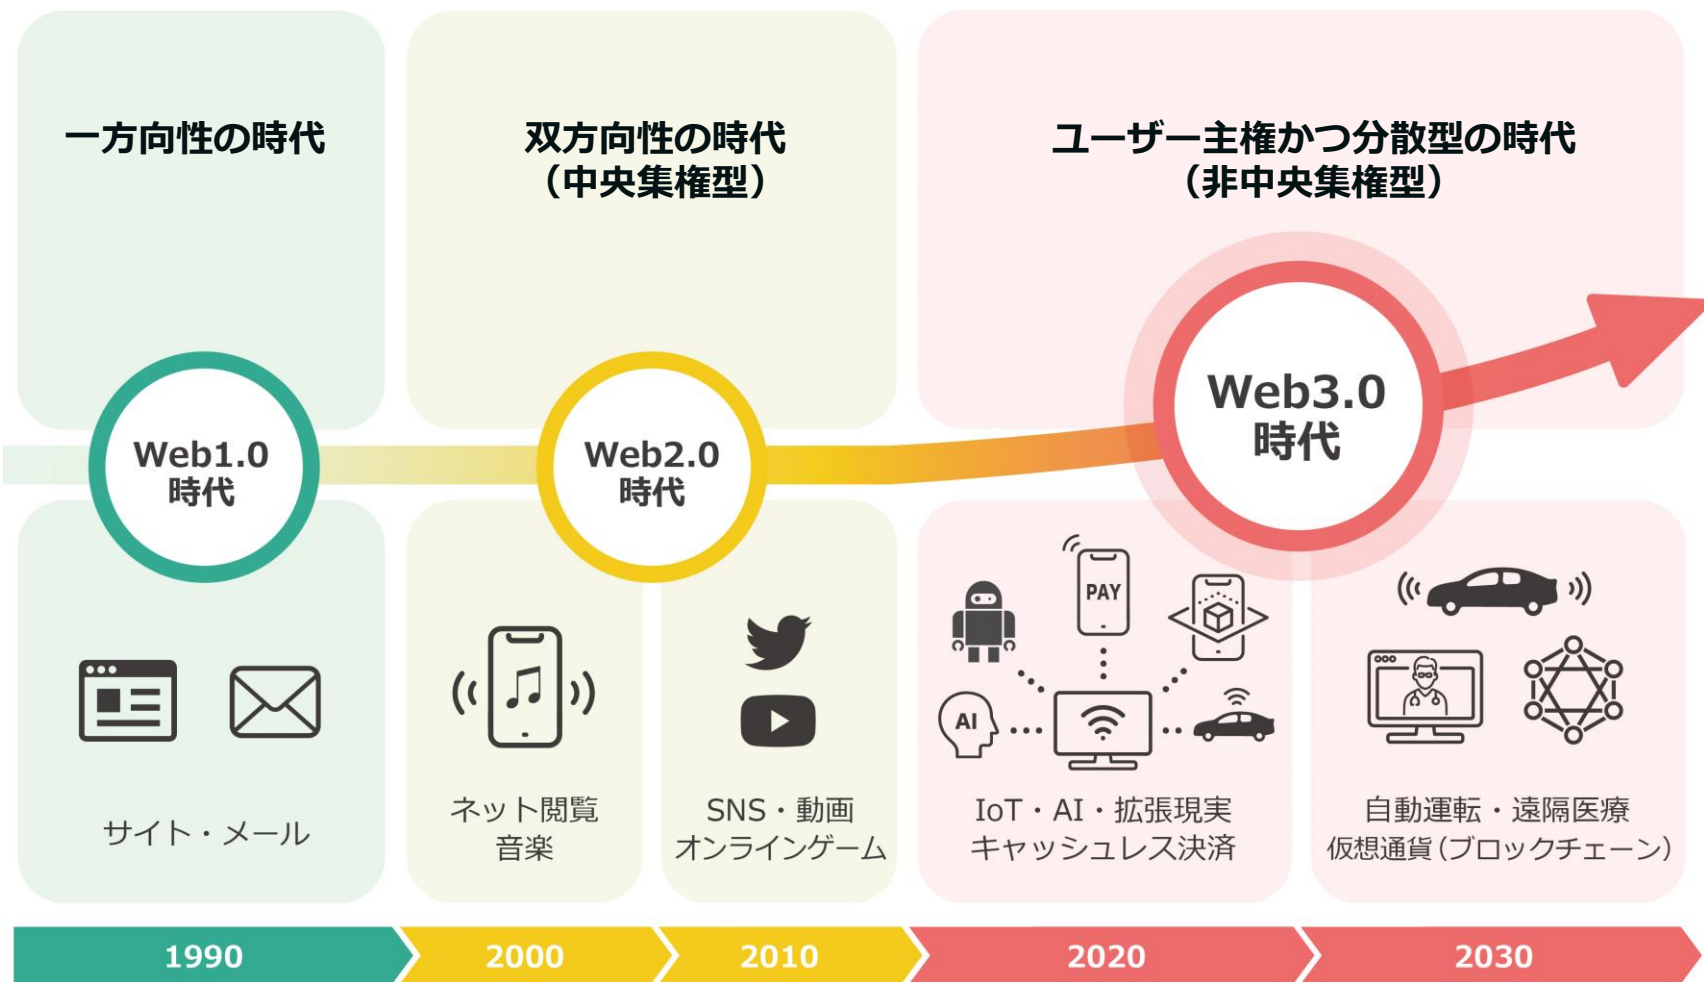 一方向性の時代
双方向性の時代
（中央集権型）
ユーザー主権かつ分散型の時代
（非中央集権型）
Web1.0
時代
Web2.0
時代
Web3.0
時代
サイト・メール
ネット閲覧
音楽
SNS・動画
オンラインゲーム
PAY
AI
IoT・AI・拡張現実
キャッシュレス決済
自動運転・遠隔医療
仮想通貨（ブロックチェーン）
1990
2000
2010
2020
2030